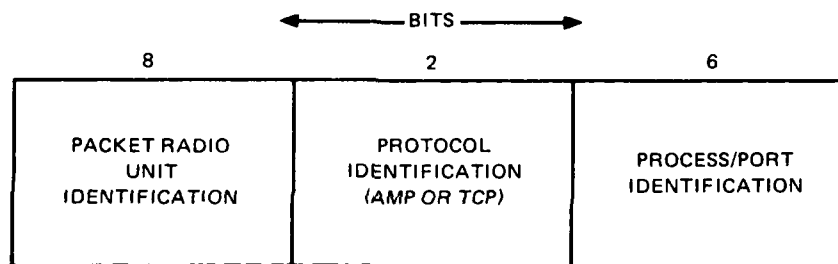 BITS
8 2 6
PACKET RADIO
UNIT
IDENTIFICATION
PROTOCOL
IDENTIFICATION
(AMP OR TCP)
PROCESS/PORT
IDENTIFICATION